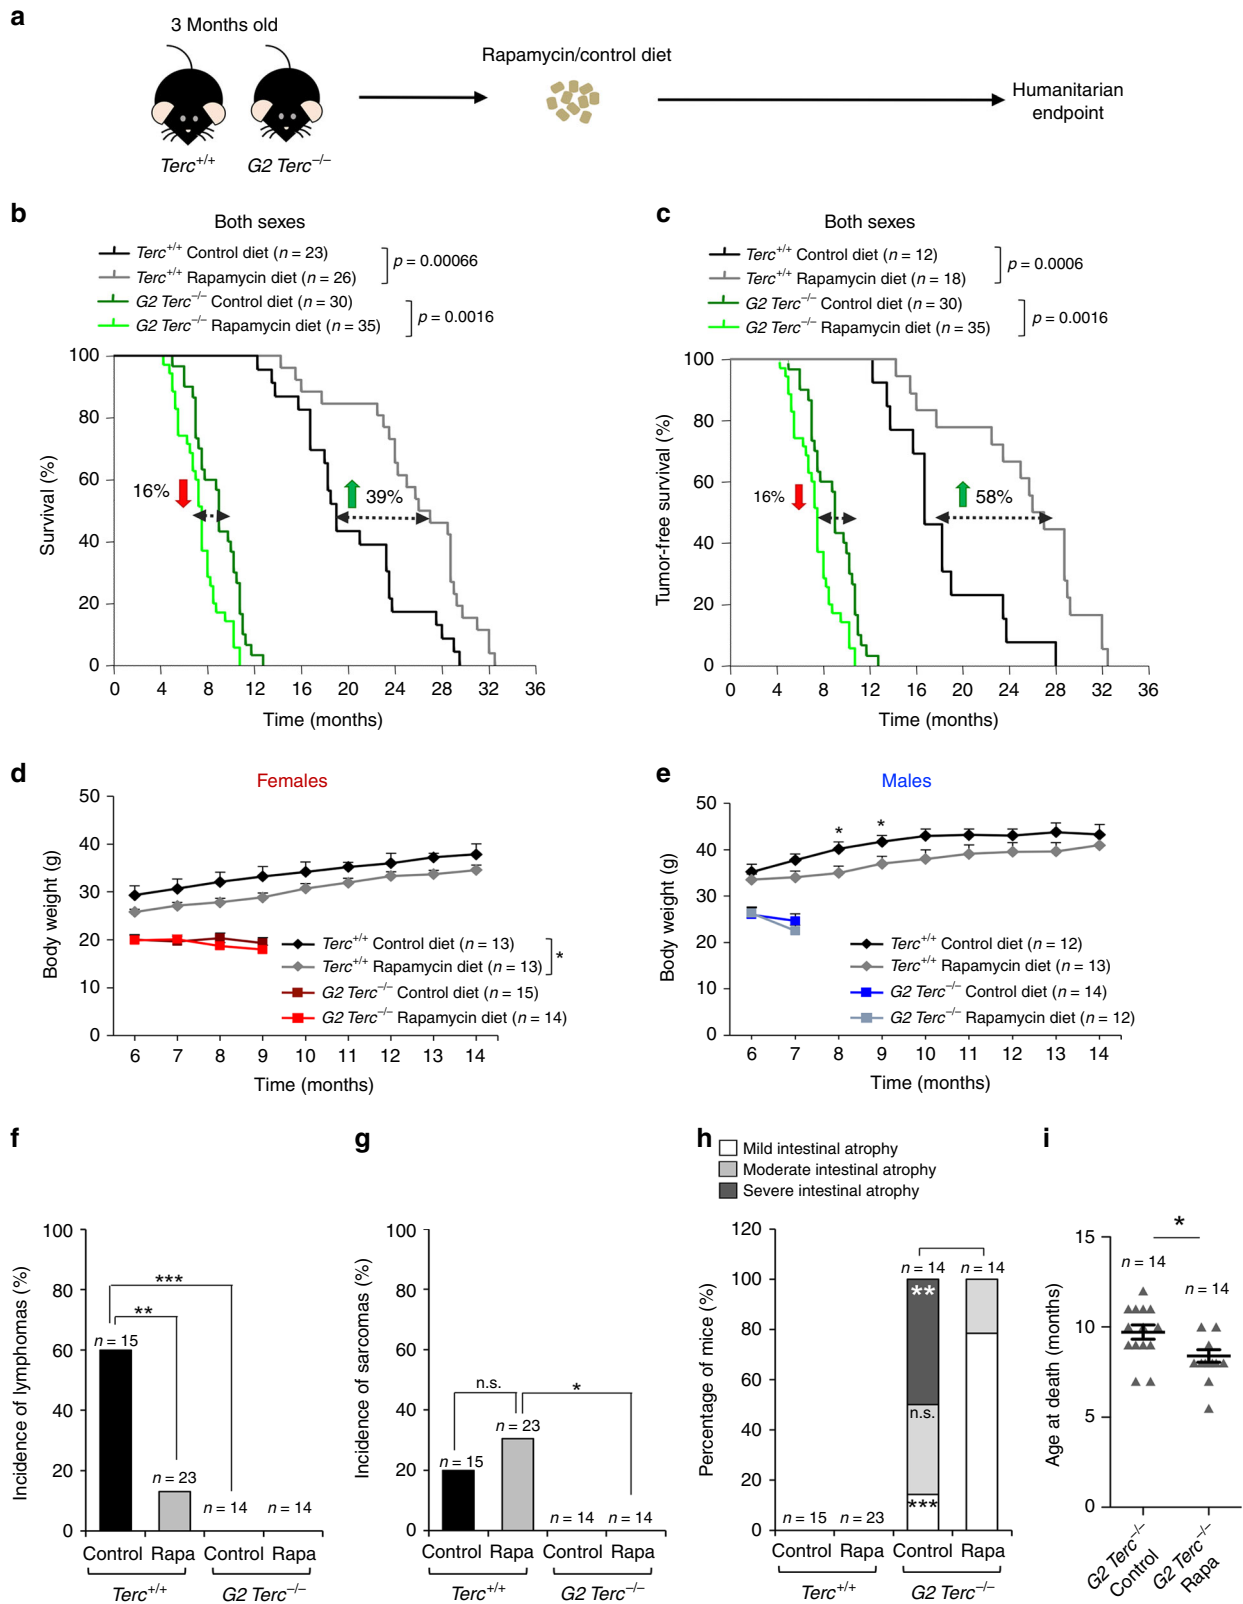 a
3 Months old
Rapamycin/control diet
Humanitarian
endpoint
Terc+/+
G2 Terc−/−
b
Both sexes
Terc+/+ Control diet (n = 23)
Terc+/+ Rapamycin diet (n = 26)
p = 0.00066
G2 Terc−/− Control diet (n = 30)
G2 Terc−/− Rapamycin diet (n = 35)
p = 0.0016
Survival (%)
100
80
60
40
20
0
16%
39%
0 4 8 12 16 20 24 28 32 36
Time (months)
c
Both sexes
Terc+/+ Control diet (n = 12)
Terc+/+ Rapamycin diet (n = 18)
p = 0.0006
G2 Terc−/− Control diet (n = 30)
G2 Terc−/− Rapamycin diet (n = 35)
p = 0.0016
Tumor-free survival (%)
100
80
60
40
20
0
16%
58%
0 4 8 12 16 20 24 28 32 36
Time (months)
d
Females
Body weight (g)
50
40
30
20
10
0
Terc+/+ Control diet (n = 13)
Terc+/+ Rapamycin diet (n = 13)
*
G2 Terc−/− Control diet (n = 15)
G2 Terc−/− Rapamycin diet (n = 14)
6 7 8 9 10 11 12 13 14
Time (months)
e
Males
Body weight (g)
50
40
30
20
10
0
* *
Terc+/+ Control diet (n = 12)
Terc+/+ Rapamycin diet (n = 13)
G2 Terc−/− Control diet (n = 14)
G2 Terc−/− Rapamycin diet (n = 12)
6 7 8 9 10 11 12 13 14
Time (months)
f
Incidence of lymphomas (%)
100
80
60
40
20
0
***
**
n = 15
n = 23
n = 14 n = 14
Control Rapa Control Rapa
Terc+/+ G2 Terc−/−
g
Incidence of sarcomas (%)
100
80
60
40
20
0
n.s.
*
n = 15
n = 23
n = 14 n = 14
Control Rapa Control Rapa
Terc+/+ G2 Terc−/−
h
Mild intestinal atrophy
Moderate intestinal atrophy
Severe intestinal atrophy
Percentage of mice (%)
120
100
80
60
40
20
0
n = 14 n = 14
**
n.s.
***
n = 15 n = 23
Control Rapa Control Rapa
Terc+/+ G2 Terc−/−
i
Age at death (months)
15
10
5
0
*
n = 14
n = 14
G2 Terc−/−
Control
G2 Terc−/−
Rapa